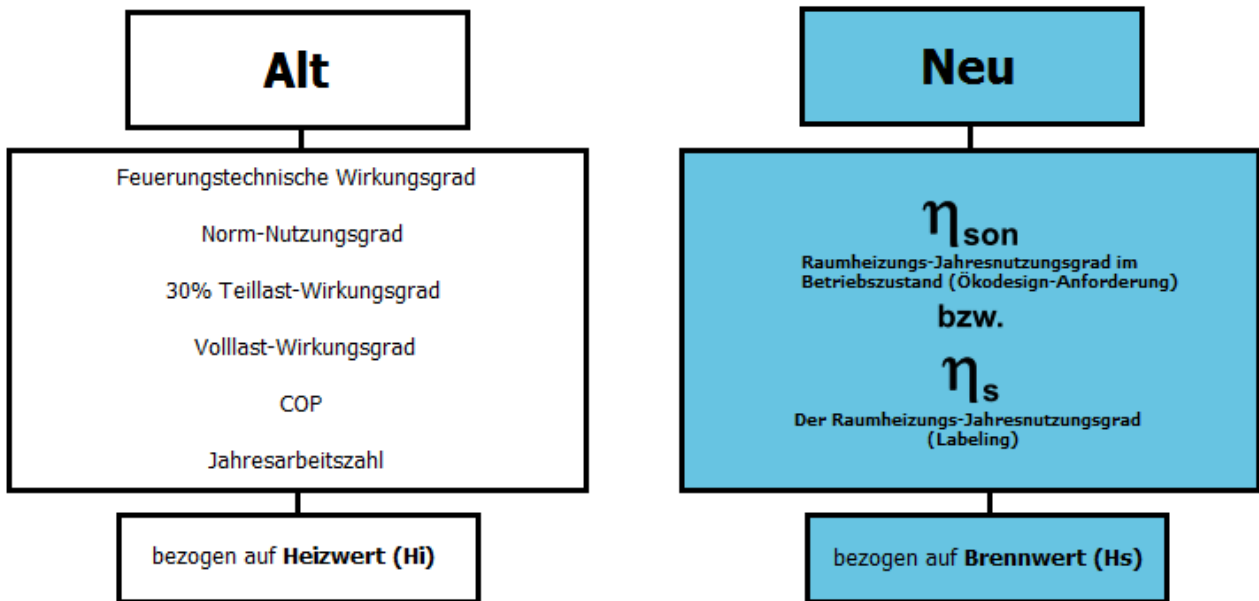 Alt
Feuerungstechnische Wirkungsgrad
Norm-Nutzungsgrad
30% Teillast-Wirkungsgrad
Volllast-Wirkungsgrad
COP
Jahresarbeitszahl
bezogen auf Heizwert (Hi)
Neu
ηson
Raumheizungs-Jahresnutzungsgrad im
Betriebszustand (Ökodesign-Anforderung)
bzw.
ηs
Der Raumheizungs-Jahresnutzungsgrad
(Labeling)
bezogen auf Brennwert (Hs)